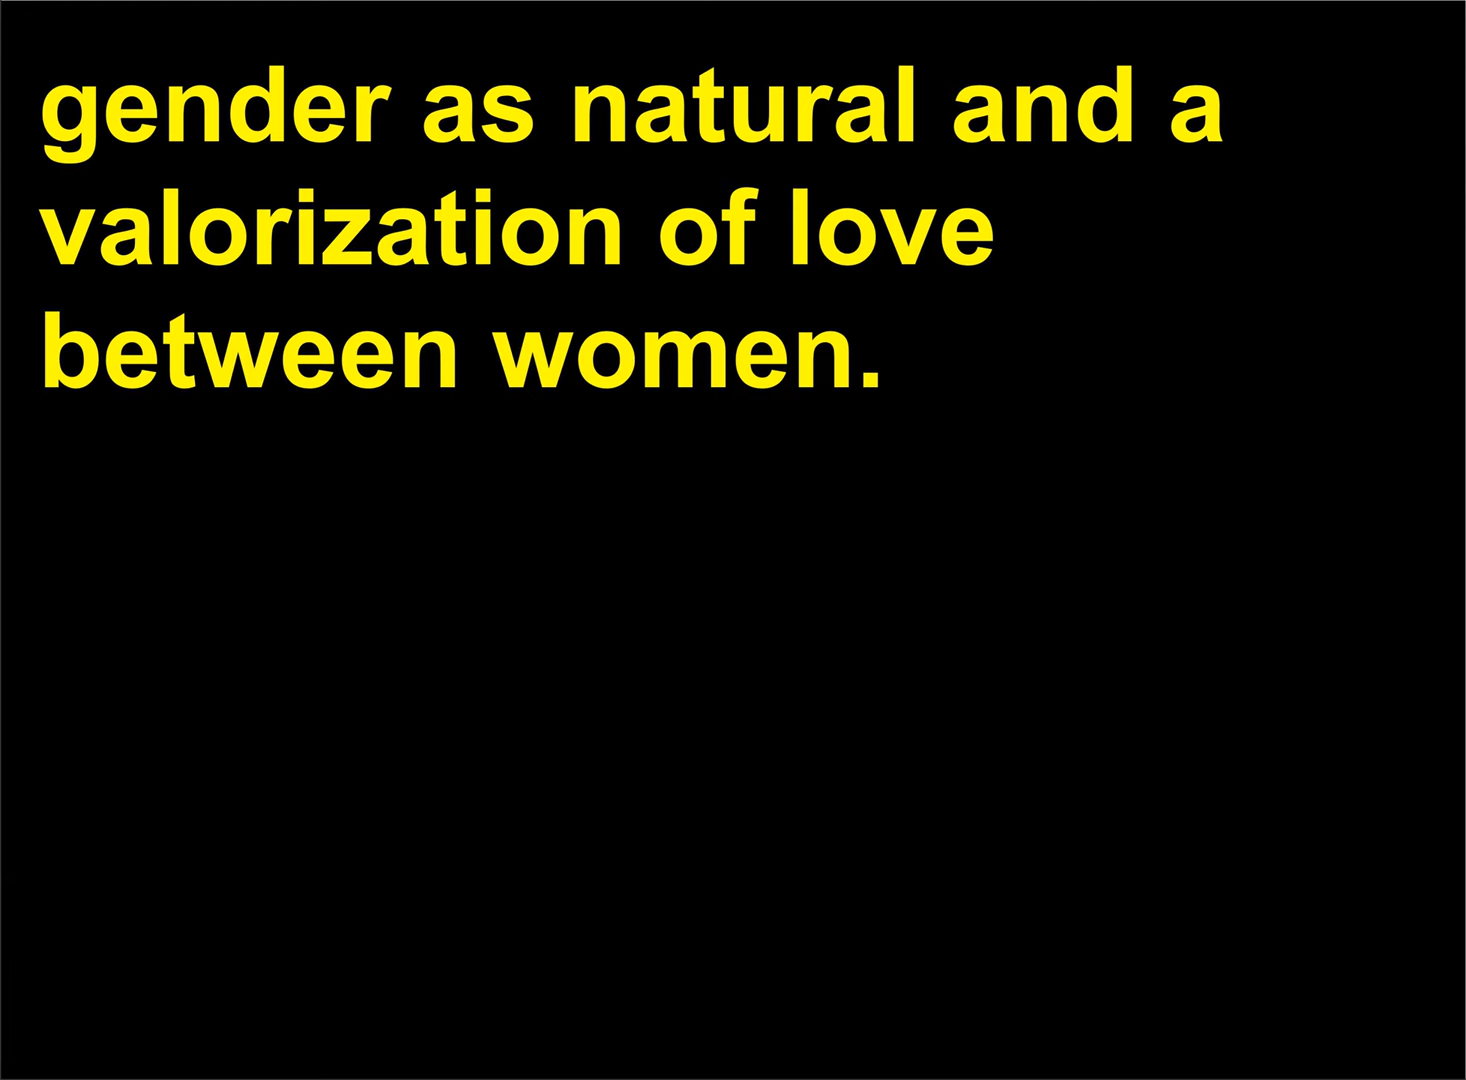 gender as natural and a
valorization of love
between women.